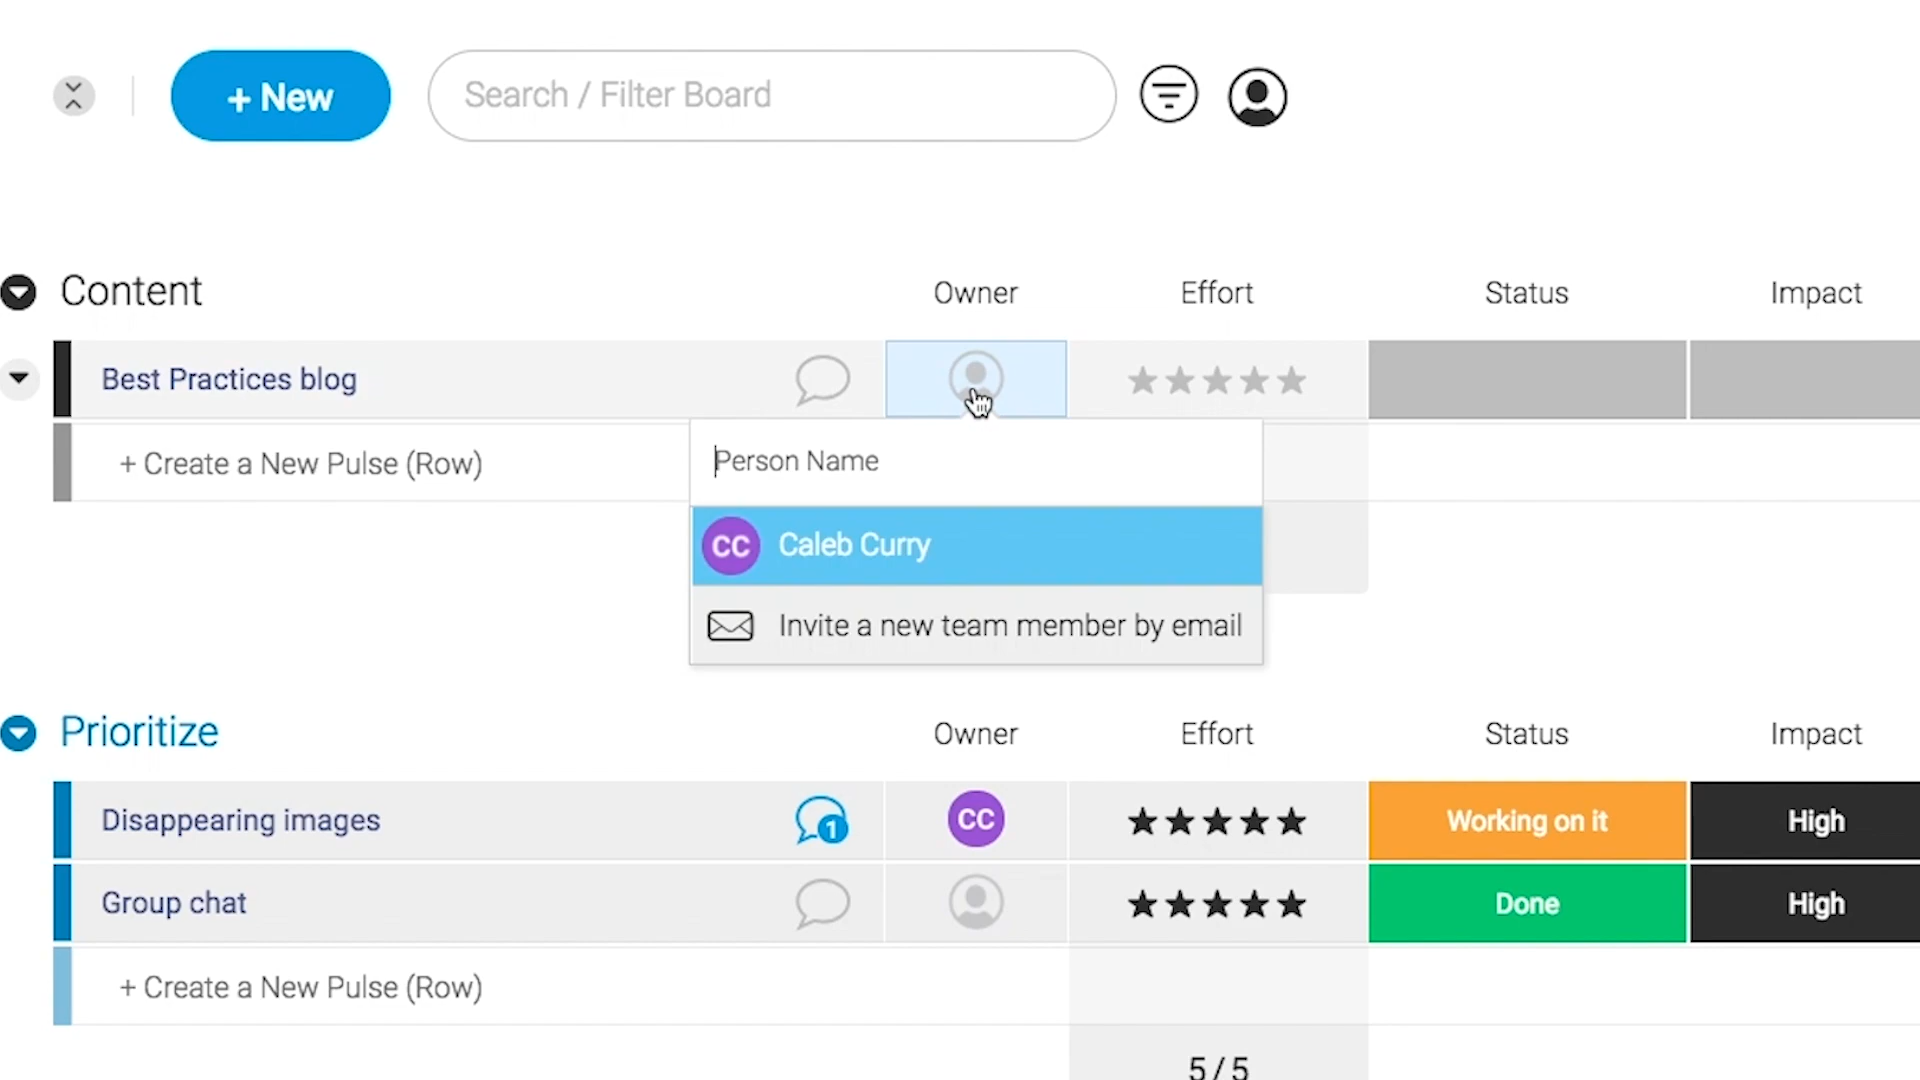 + New
Search / Filter Board
Content Owner Effort Status Impact
Best Practices blog
+ Create a New Pulse (Row)
Person Name
CC Caleb Curry
Invite a new team member by email
Prioritize Owner Effort Status Impact
Disappearing images 1 CC Working on it High
Group chat Done High
+ Create a New Pulse (Row)
5 / 5